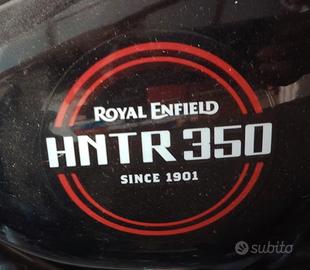 ROYAL ENFIELD
HNTR 350
SINCE 1901
subito